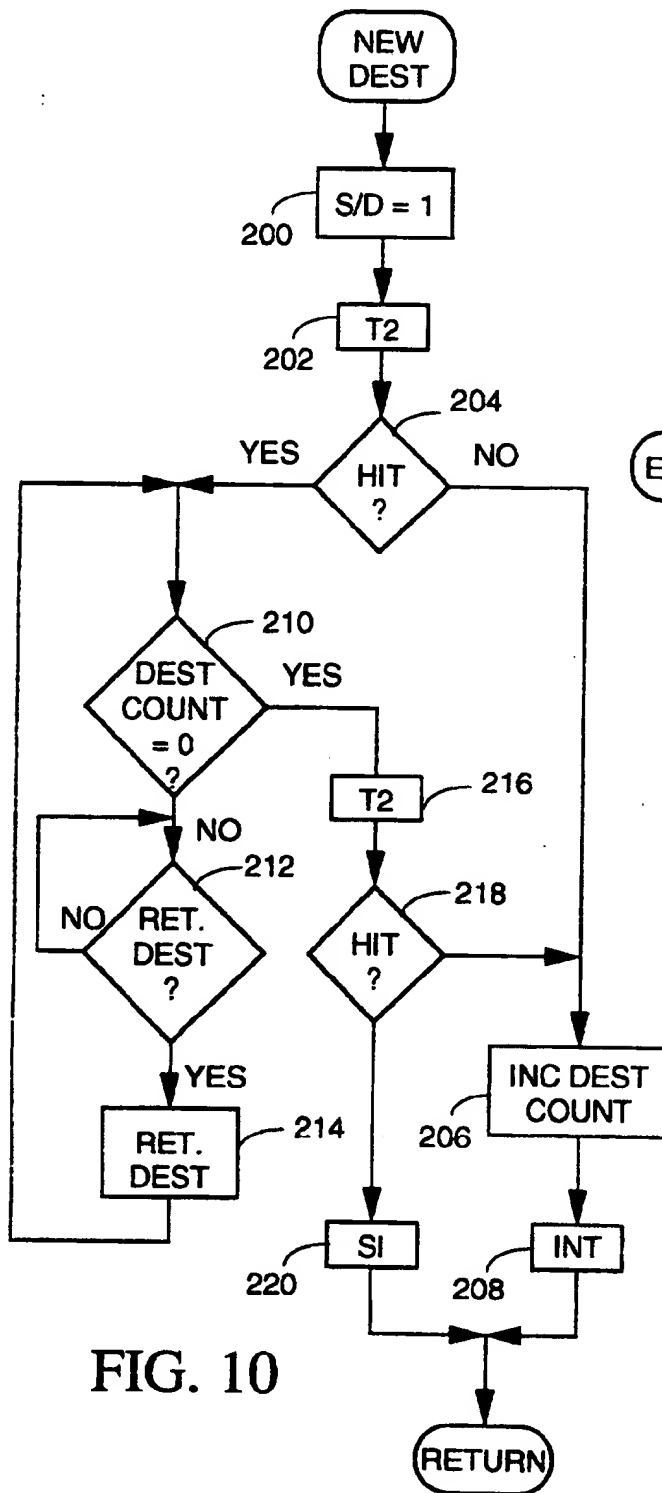 NEW
DEST
S/D = 1
200
T2
202
204
YES
HIT
?
NO
E
210
DEST
COUNT
= 0
?
YES
T2
216
NO
212
218
NO
RET.
DEST
?
HIT
?
YES
INC DEST
COUNT
206
RET.
DEST
214
SI
220
INT
208
FIG. 10
RETURN